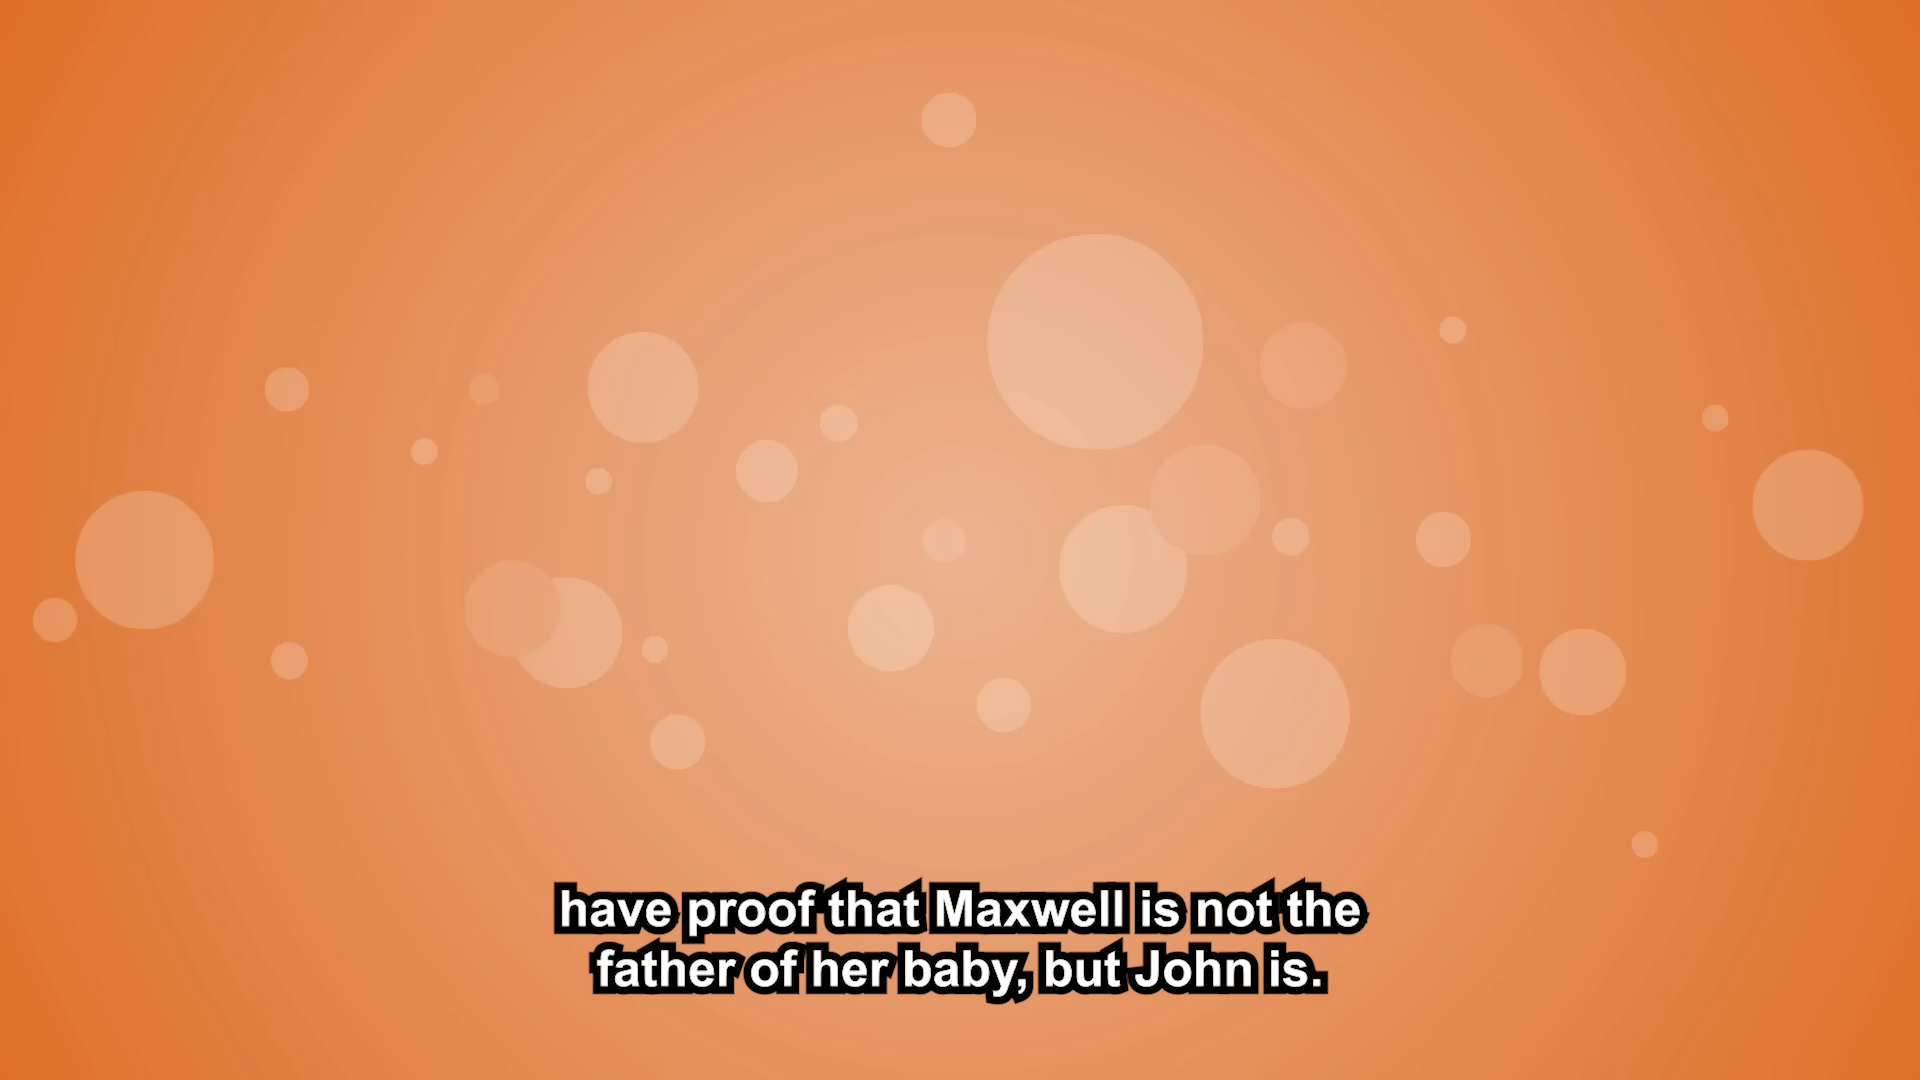 have proof that Maxwell is not the
father of her baby, but John is.